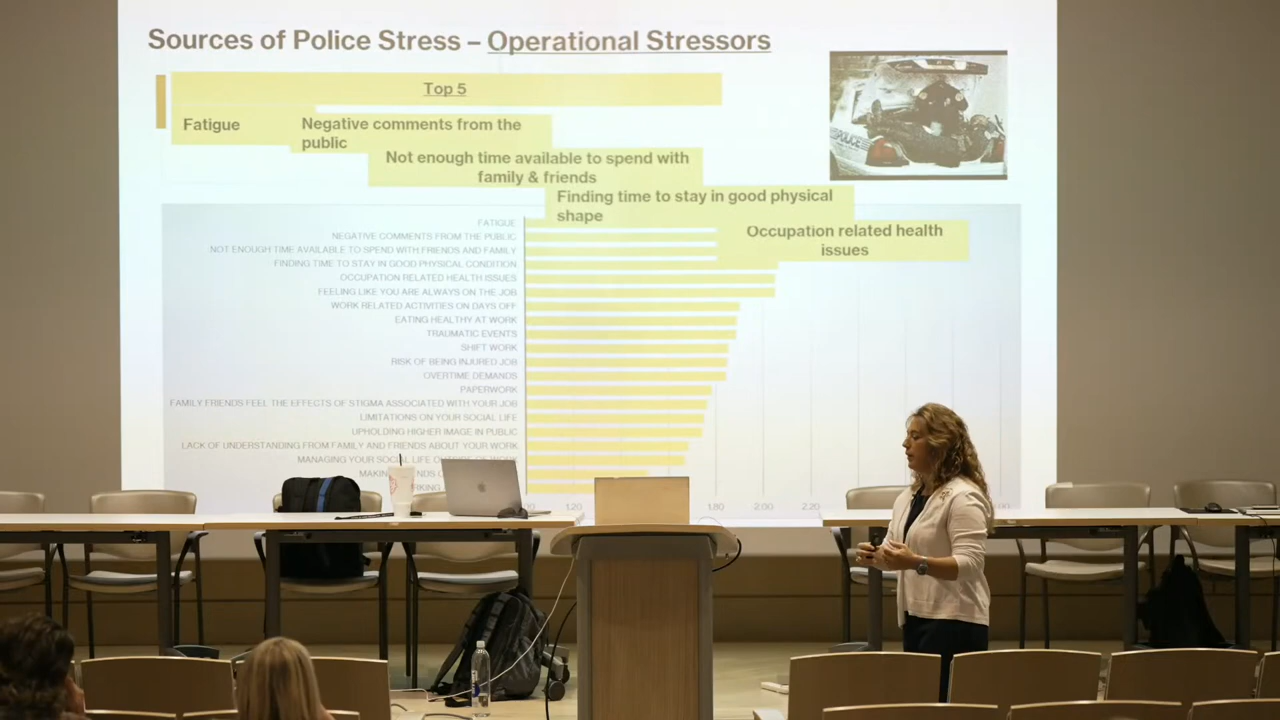 Sources of Police Stress – Operational Stressors
Top 5
Fatigue
Negative comments from the
public
Not enough time available to spend with
family & friends
Finding time to stay in good physical
shape
Occupation related health
issues
POLICE
FATIGUE
NEGATIVE COMMENTS FROM THE PUBLIC
NOT ENOUGH TIME AVAILABLE TO SPEND WITH FRIENDS AND FAMILY
FINDING TIME TO STAY IN GOOD PHYSICAL CONDITION
OCCUPATION RELATED HEALTH ISSUES
FEELING LIKE YOU ARE ALWAYS ON THE JOB
WORK RELATED ACTIVITIES ON DAYS OFF
EATING HEALTHY AT WORK
TRAUMATIC EVENTS
SHIFT WORK
RISK OF BEING INJURED JOB
OVERTIME DEMANDS
PAPERWORK
FAMILY FRIENDS FEEL THE EFFECTS OF STIGMA ASSOCIATED WITH YOUR JOB
LIMITATIONS ON YOUR SOCIAL LIFE
UPHOLDING HIGHER IMAGE IN PUBLIC
LACK OF UNDERSTANDING FROM FAMILY AND FRIENDS ABOUT YOUR WORK
MANAGING YOUR SOCIAL LIFE OUTSIDE OF WORK
1.20 1.80 2.00 2.20